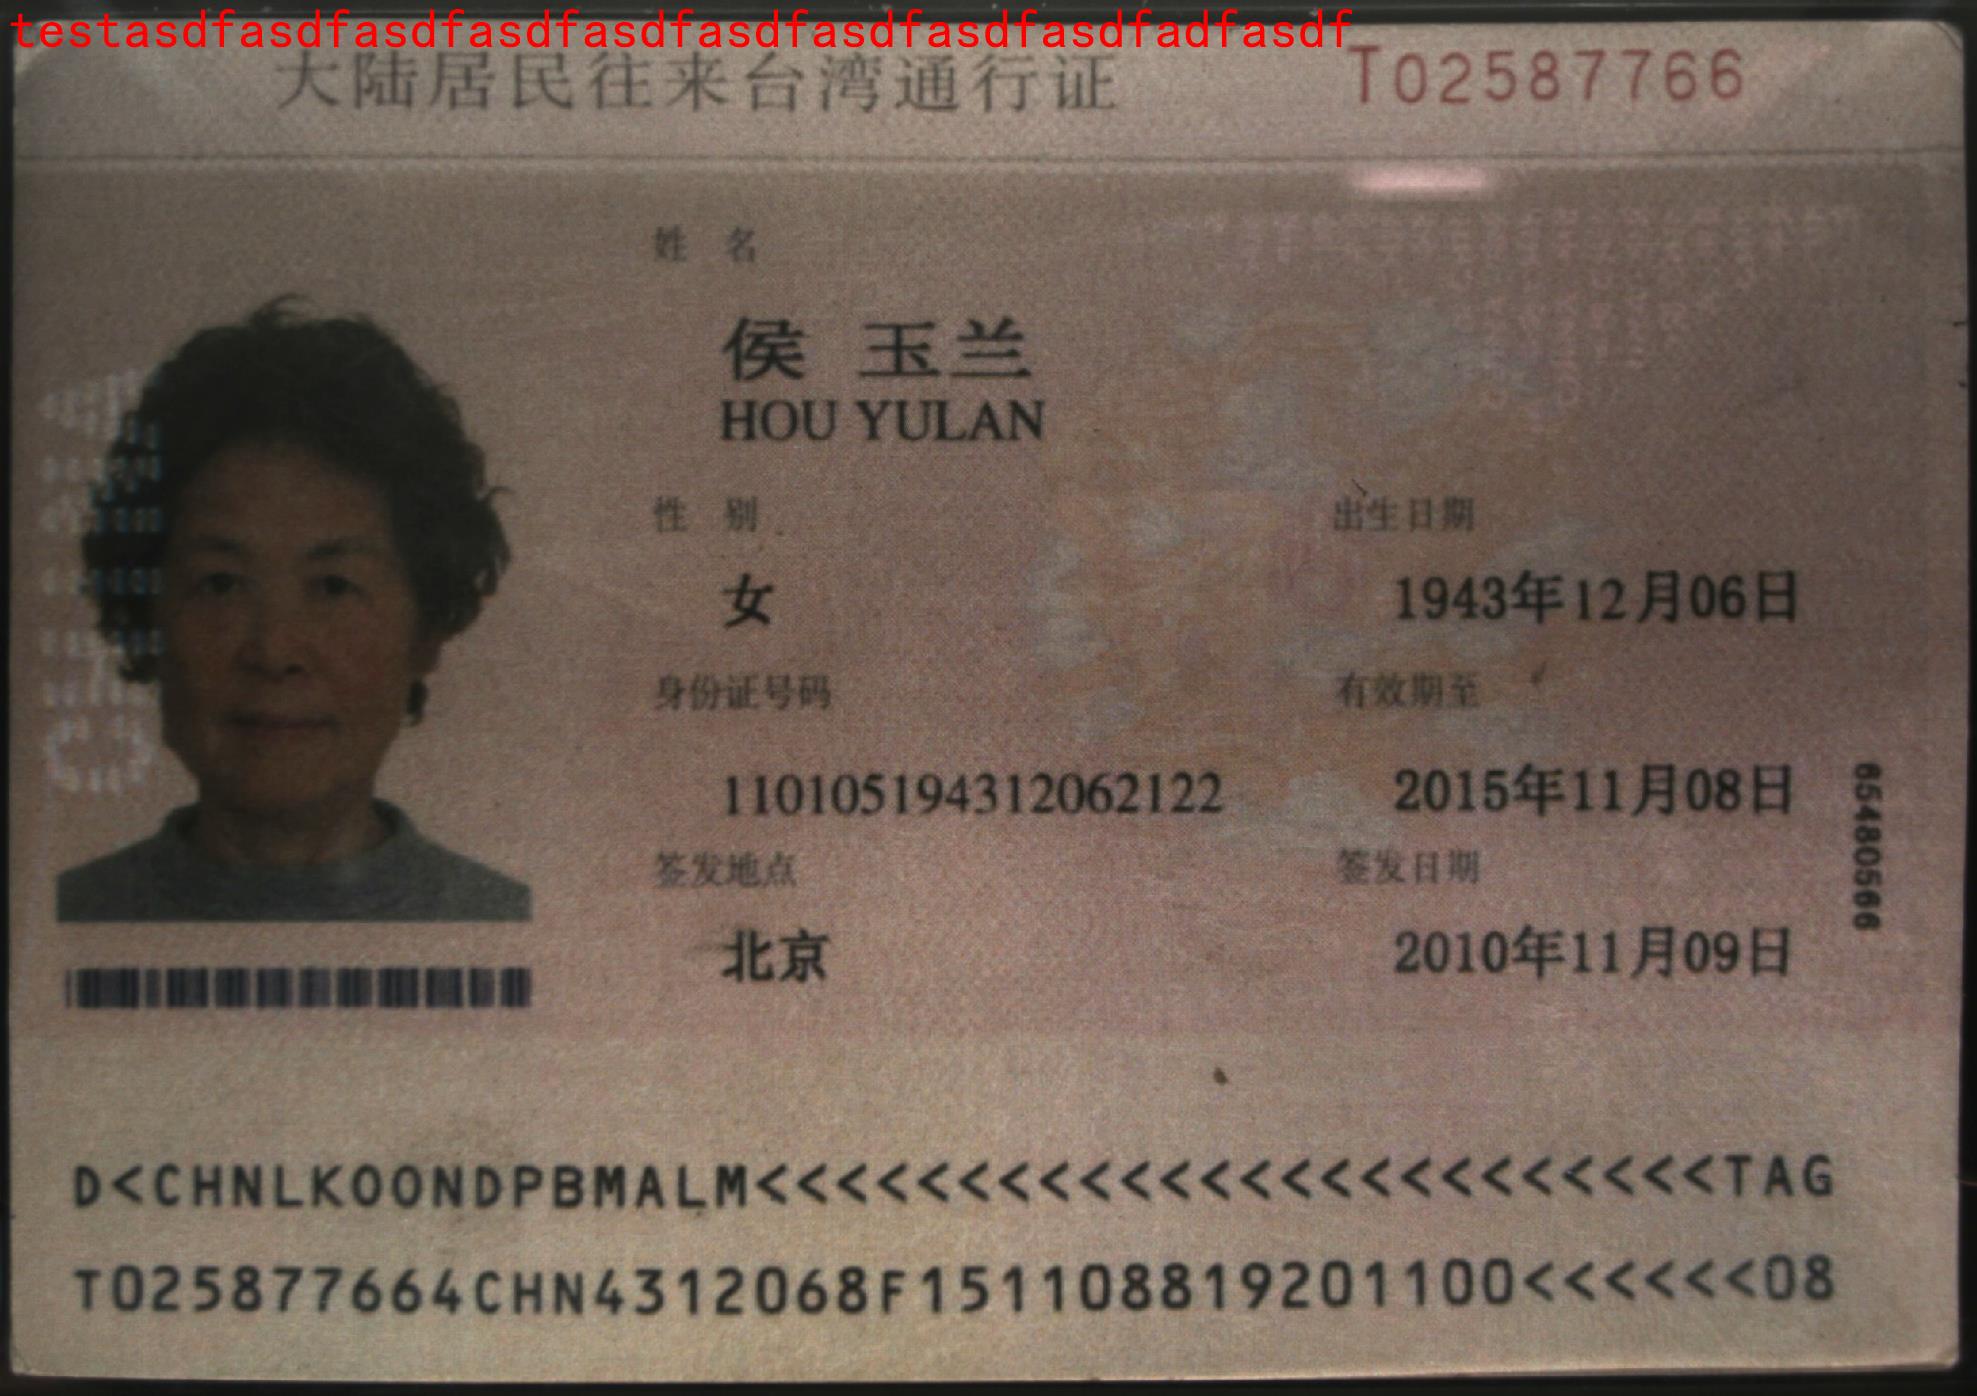 testasdfasdfasdfasdfasdfasdfasdfasdfasdfadfasdf
大陆居民往来台湾通行证 T02587766
姓 名
侯 玉兰
HOU YULAN
性 别 出生日期
女 1943年12月06日
身份证号码 有效期至
110105194312062122 2015年11月08日
65480566
签发地点 签发日期
北京 2010年11月09日
D<CHNLKOONDPBMALM<<<<<<<<<<<<<<<<<<<<<<<<TAG
T025877664CHN4312068F151108819201100<<<<<<08